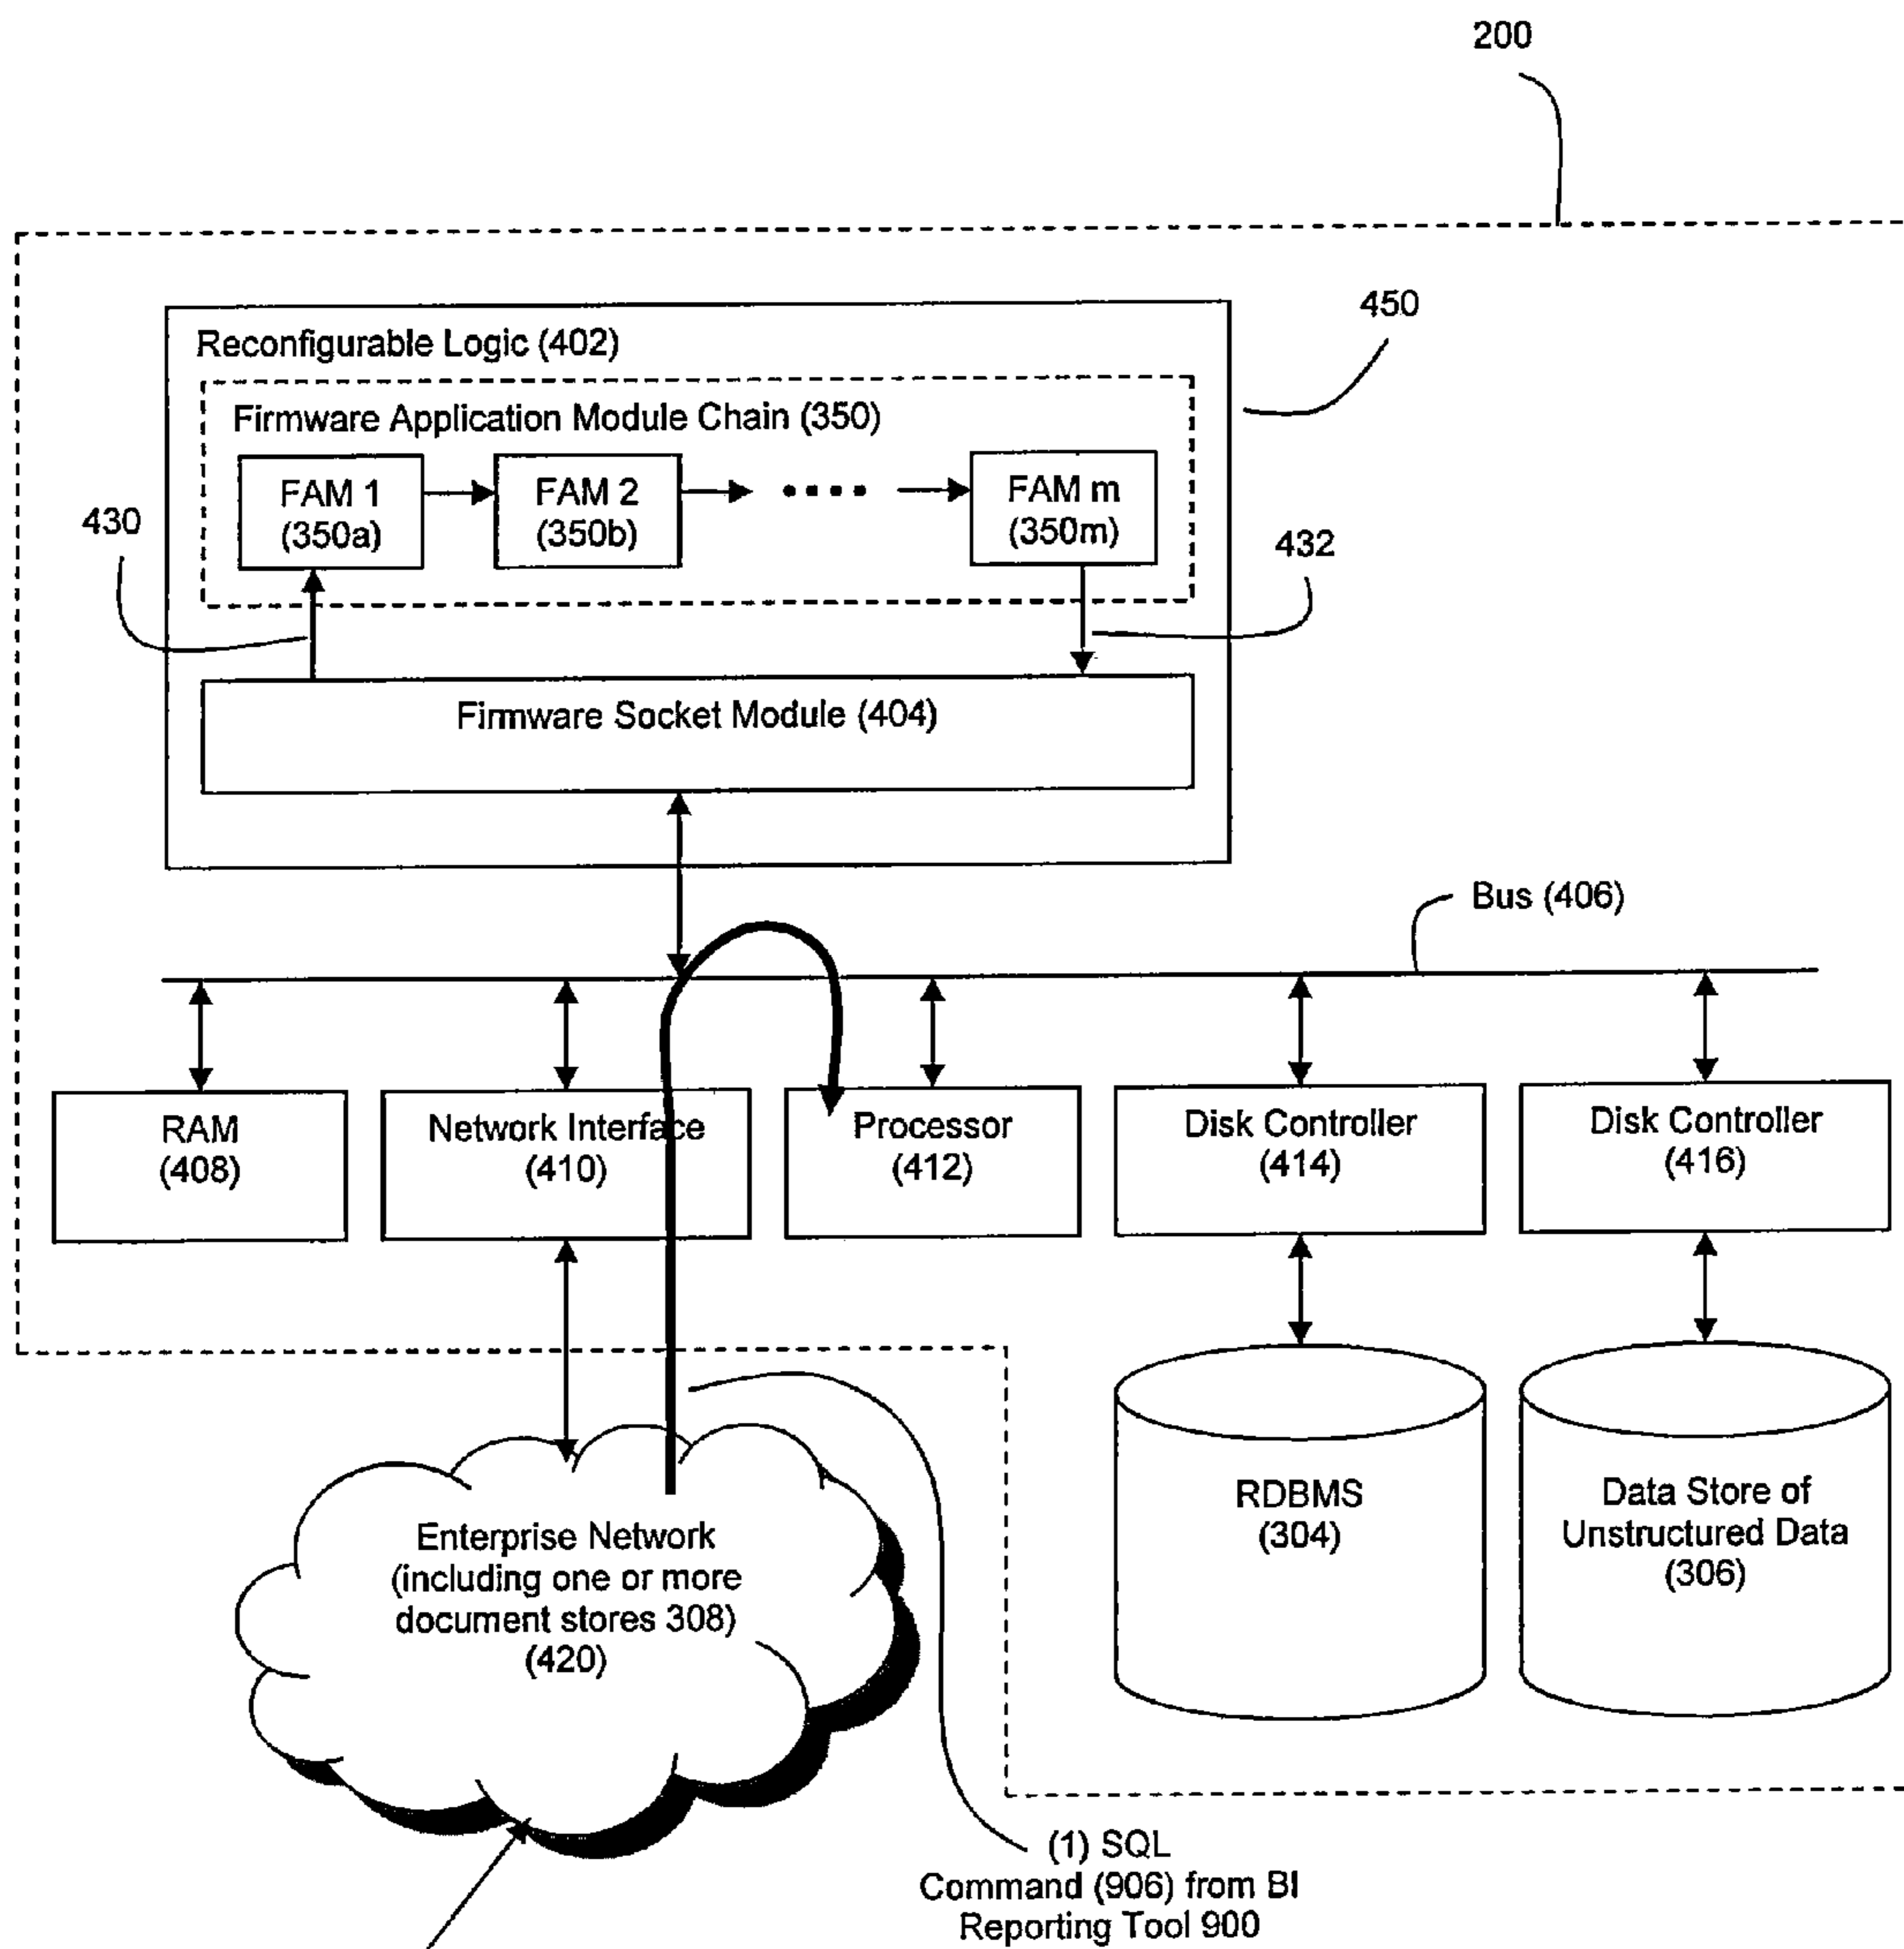 200
450
Reconfigurable Logic (402)
Firmware Application Module Chain (350)
FAM 1
(350a)
FAM 2
(350b)
FAM m
(350m)
430
432
Firmware Socket Module (404)
Bus (406)
RAM
(408)
Network Interface
(410)
Processor
(412)
Disk Controller
(414)
Disk Controller
(416)
RDBMS
(304)
Data Store of
Unstructured Data
(306)
Enterprise Network
(including one or more
document stores 308)
(420)
(1) SQL
Command (906) from BI
Reporting Tool 900